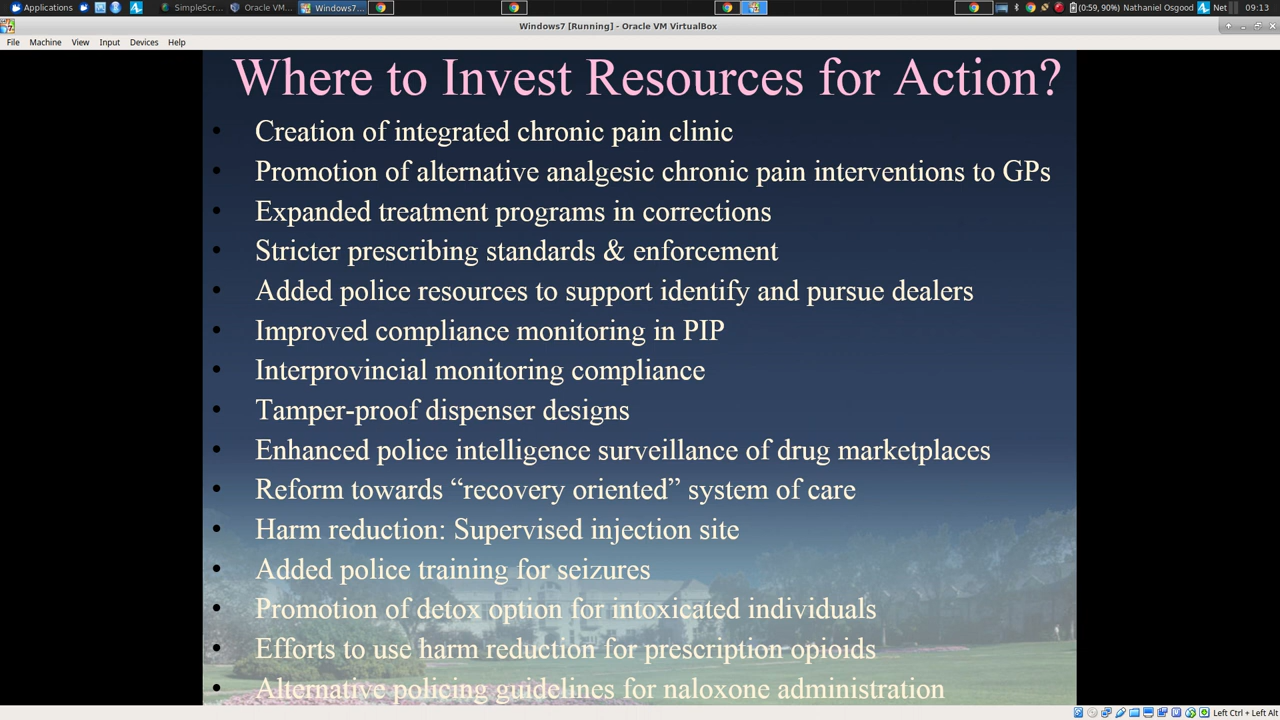 Applications
SimpleScr...
Oracle VM...
Windows7...
(0:59, 90%) Nathaniel Osgood
Net
09:13
Windows7 [Running] - Oracle VM VirtualBox
File Machine View Input Devices Help
Where to Invest Resources for Action?
• Creation of integrated chronic pain clinic
• Promotion of alternative analgesic chronic pain interventions to GPs
• Expanded treatment programs in corrections
• Stricter prescribing standards & enforcement
• Added police resources to support identify and pursue dealers
• Improved compliance monitoring in PIP
• Interprovincial monitoring compliance
• Tamper-proof dispenser designs
• Enhanced police intelligence surveillance of drug marketplaces
• Reform towards “recovery oriented” system of care
• Harm reduction: Supervised injection site
• Added police training for seizures
• Promotion of detox option for intoxicated individuals
• Efforts to use harm reduction for prescription opioids
• Alternative policing guidelines for naloxone administration
Left Ctrl + Left Alt